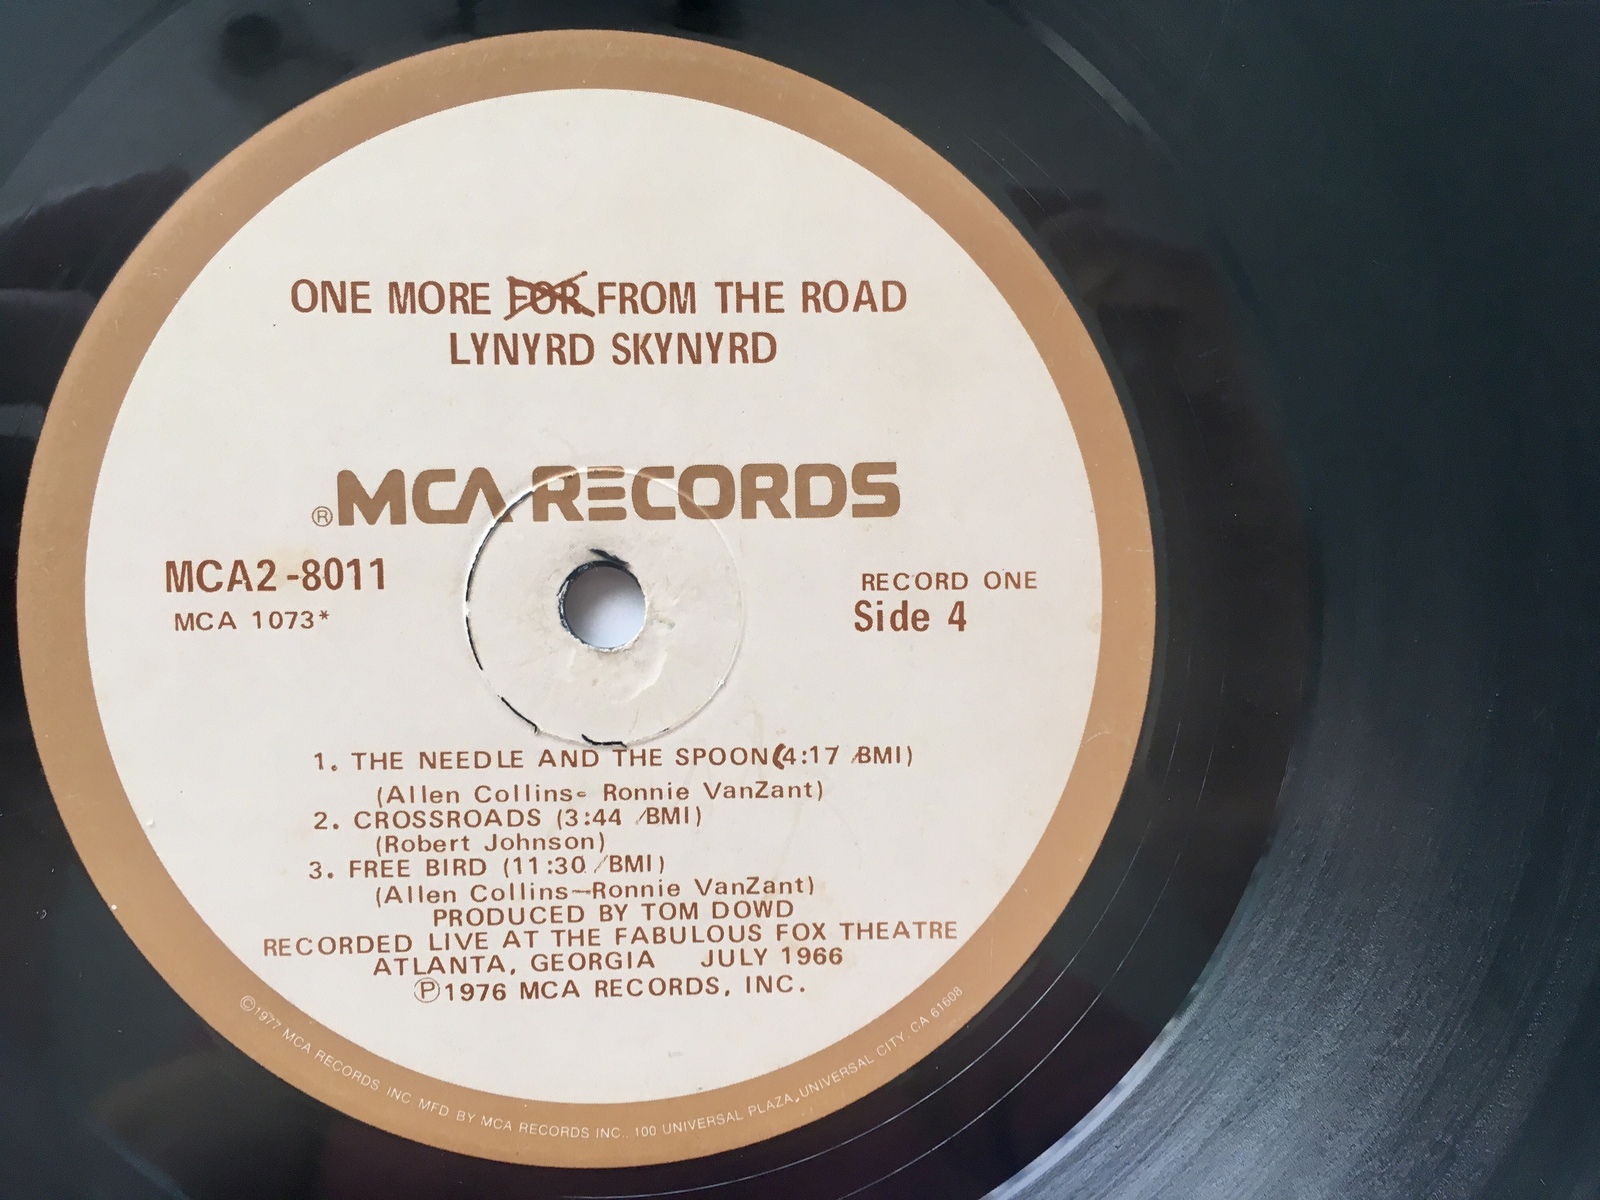 ONE MORE FOR FROM THE ROAD
LYNYRD SKYNYRD
®MCA RECORDS
MCA2-8011
MCA 1073*
RECORD ONE
Side 4
1. THE NEEDLE AND THE SPOON(4:17 /BMI)
(Allen Collins- Ronnie VanZant)
2. CROSSROADS (3:44 /BMI)
(Robert Johnson)
3. FREE BIRD (11:30 /BMI)
(Allen Collins—Ronnie VanZant)
PRODUCED BY TOM DOWD
RECORDED LIVE AT THE FABULOUS FOX THEATRE
ATLANTA, GEORGIA JULY 1966
Ⓟ1976 MCA RECORDS, INC.
©1977 MCA RECORDS INC MFD BY MCA RECORDS INC.. 100 UNIVERSAL PLAZA, UNIVERSAL CITY. CA 61608